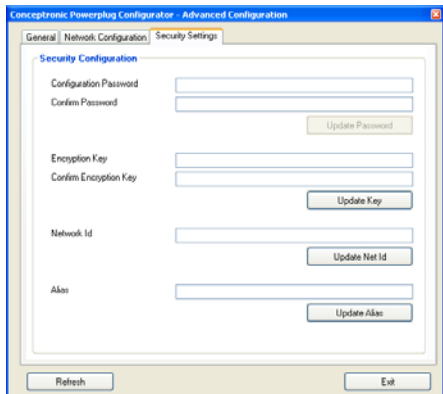 Conceptronic Powerplug Configurator - Advanced Configuration
General Network Configuration Security Settings
Security Configuration
Configuration Password
Confirm Password
Update Password
Encryption Key
Confirm Encryption Key
Update Key
Network Id
Update Net Id
Alias
Update Alias
Refresh Exit